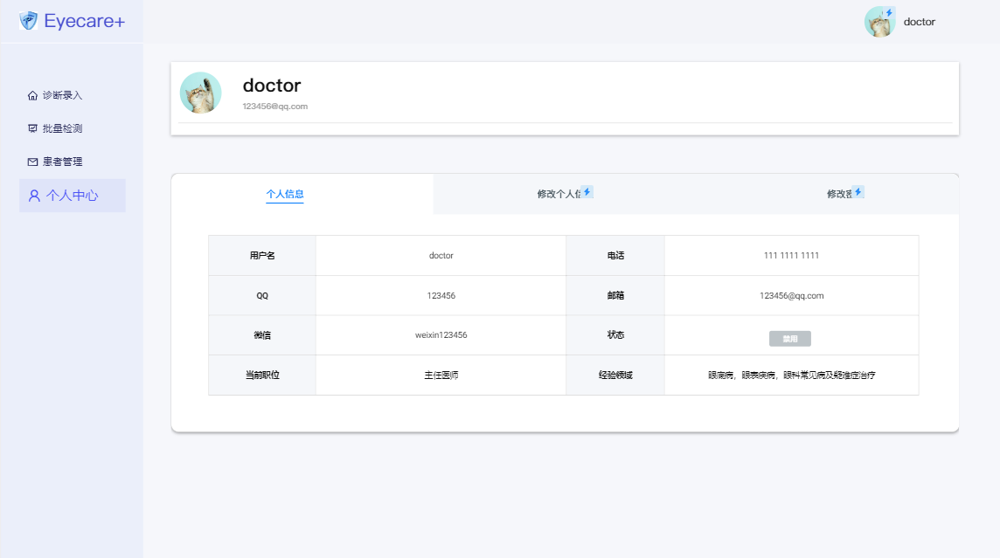 Eyecare+
doctor
诊断录入
批量检测
患者管理
个人中心
doctor
123456@qq.com
个人信息
修改个人信
修改密
用户名 doctor 电话 111 1111 1111
QQ 123456 邮箱 123456@qq.com
微信 weixin123456 状态 禁用
当前职位 主任医师 经验领域 眼底病，眼表疾病，眼科常见病及疑难症治疗